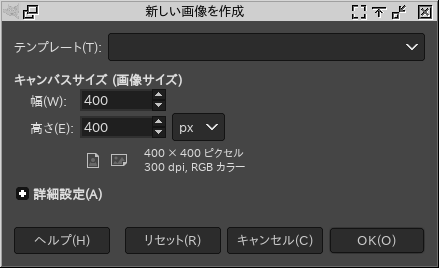 新しい画像を作成
テンプレート(T):
キャンバスサイズ (画像サイズ)
幅(W): 400
高さ(E): 400 px
400 × 400 ピクセル
300 dpi, RGB カラー
詳細設定(A)
ヘルプ(H) リセット(R) キャンセル(C) OK(O)